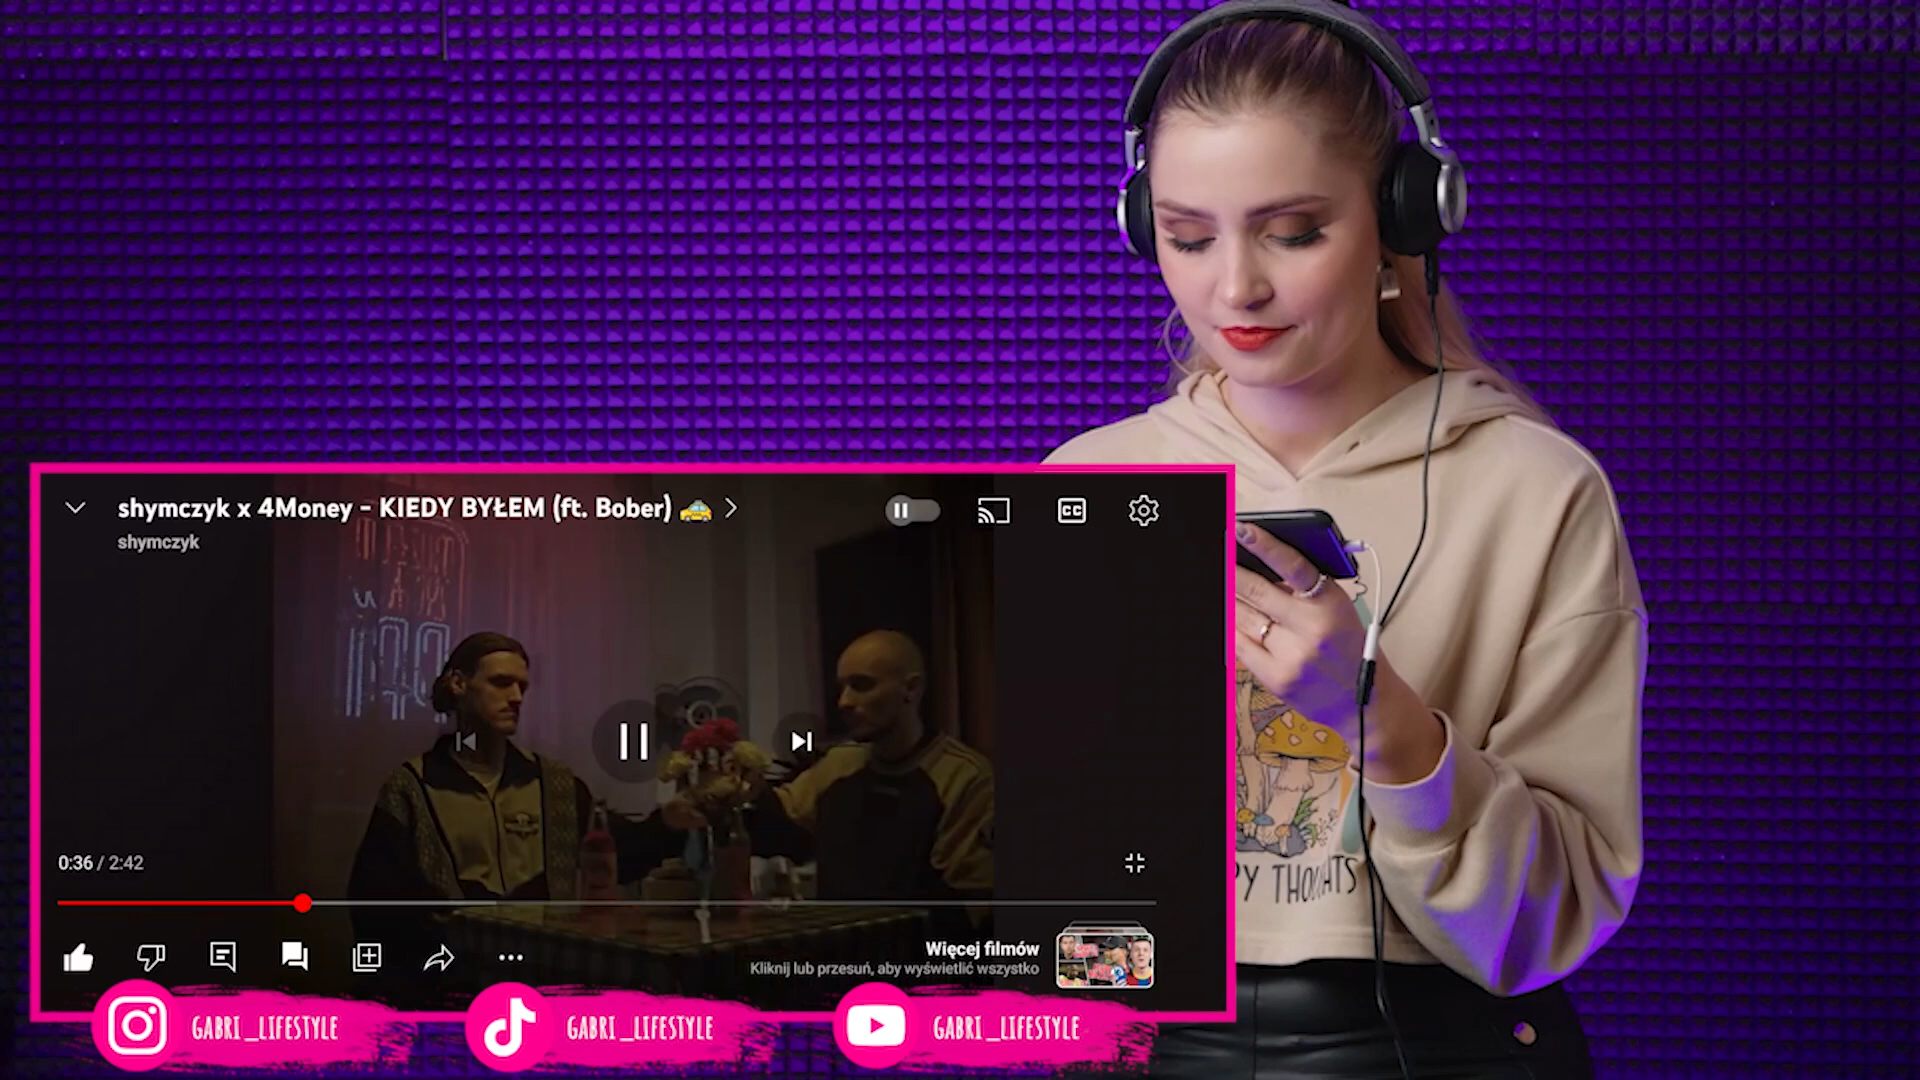 shymczyk x 4Money - KIEDY BYŁEM (ft. Bober) 🚕
shymczyk
CC
0:36 / 2:42
Więcej filmów
Kliknij lub przesuń, aby wyświetlić wszystko
GABRI_LIFESTYLE
GABRI_LIFESTYLE
GABRI_LIFESTYLE